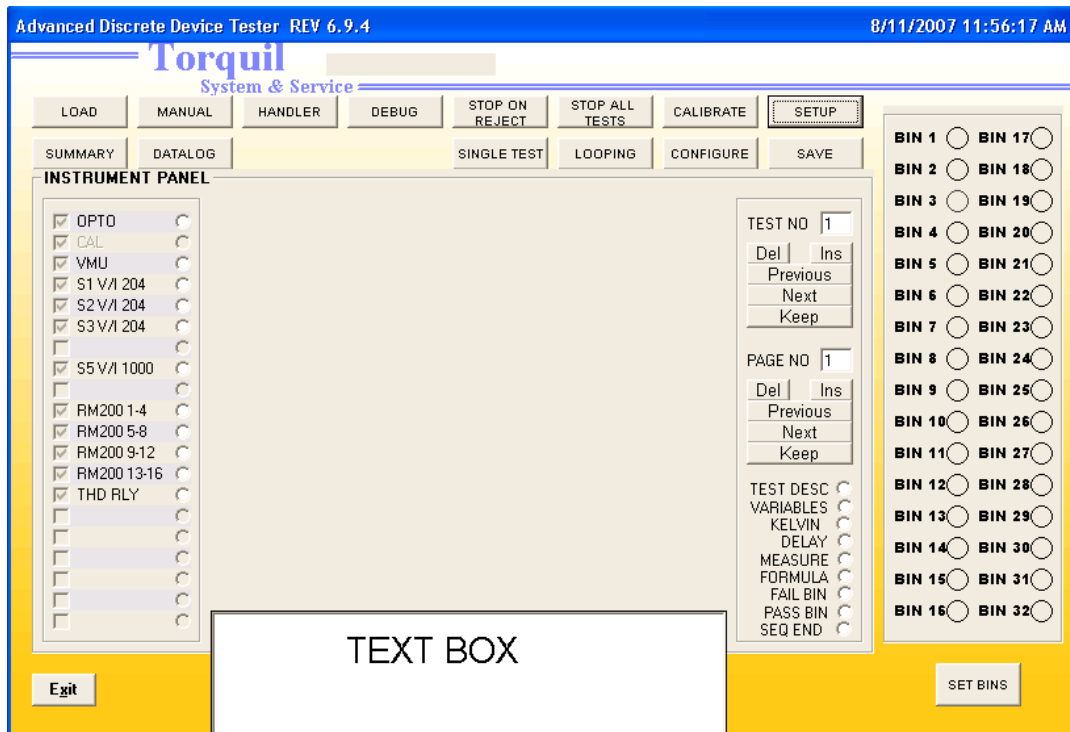 Advanced Discrete Device Tester REV 6.9.4
8/11/2007 11:56:17 AM
Torquil
System & Service
LOAD
MANUAL
HANDLER
DEBUG
STOP ON
REJECT
STOP ALL
TESTS
CALIBRATE
SETUP
SUMMARY
DATALOG
SINGLE TEST
LOOPING
CONFIGURE
SAVE
INSTRUMENT PANEL
OPTO
CAL
VMU
S1 V/I 204
S2 V/I 204
S3 V/I 204
S5 V/I 1000
RM200 1-4
RM200 5-8
RM200 9-12
RM200 13-16
THD RLY
TEST NO 1
Del Ins
Previous
Next
Keep
PAGE NO 1
Del Ins
Previous
Next
Keep
TEST DESC
VARIABLES
KELVIN
DELAY
MEASURE
FORMULA
FAIL BIN
PASS BIN
SEQ END
BIN 1 BIN 17
BIN 2 BIN 18
BIN 3 BIN 19
BIN 4 BIN 20
BIN 5 BIN 21
BIN 6 BIN 22
BIN 7 BIN 23
BIN 8 BIN 24
BIN 9 BIN 25
BIN 10 BIN 26
BIN 11 BIN 27
BIN 12 BIN 28
BIN 13 BIN 29
BIN 14 BIN 30
BIN 15 BIN 31
BIN 16 BIN 32
TEXT BOX
Exit
SET BINS